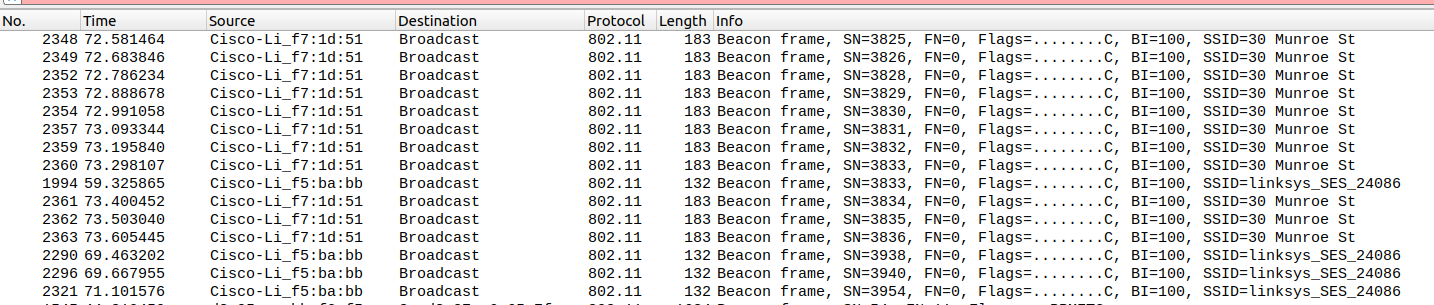 No. Time Source Destination Protocol Length Info
2348 72.581464 Cisco-Li_f7:1d:51 Broadcast 802.11 183 Beacon frame, SN=3825, FN=0, Flags=........C, BI=100, SSID=30 Munroe St
2349 72.683846 Cisco-Li_f7:1d:51 Broadcast 802.11 183 Beacon frame, SN=3826, FN=0, Flags=........C, BI=100, SSID=30 Munroe St
2352 72.786234 Cisco-Li_f7:1d:51 Broadcast 802.11 183 Beacon frame, SN=3828, FN=0, Flags=........C, BI=100, SSID=30 Munroe St
2353 72.888678 Cisco-Li_f7:1d:51 Broadcast 802.11 183 Beacon frame, SN=3829, FN=0, Flags=........C, BI=100, SSID=30 Munroe St
2354 72.991058 Cisco-Li_f7:1d:51 Broadcast 802.11 183 Beacon frame, SN=3830, FN=0, Flags=........C, BI=100, SSID=30 Munroe St
2357 73.093344 Cisco-Li_f7:1d:51 Broadcast 802.11 183 Beacon frame, SN=3831, FN=0, Flags=........C, BI=100, SSID=30 Munroe St
2359 73.195840 Cisco-Li_f7:1d:51 Broadcast 802.11 183 Beacon frame, SN=3832, FN=0, Flags=........C, BI=100, SSID=30 Munroe St
2360 73.298107 Cisco-Li_f7:1d:51 Broadcast 802.11 183 Beacon frame, SN=3833, FN=0, Flags=........C, BI=100, SSID=30 Munroe St
1994 59.325865 Cisco-Li_f5:ba:bb Broadcast 802.11 132 Beacon frame, SN=3833, FN=0, Flags=........C, BI=100, SSID=linksys_SES_24086
2361 73.400452 Cisco-Li_f7:1d:51 Broadcast 802.11 183 Beacon frame, SN=3834, FN=0, Flags=........C, BI=100, SSID=30 Munroe St
2362 73.503040 Cisco-Li_f7:1d:51 Broadcast 802.11 183 Beacon frame, SN=3835, FN=0, Flags=........C, BI=100, SSID=30 Munroe St
2363 73.605445 Cisco-Li_f7:1d:51 Broadcast 802.11 183 Beacon frame, SN=3836, FN=0, Flags=........C, BI=100, SSID=30 Munroe St
2290 69.463202 Cisco-Li_f5:ba:bb Broadcast 802.11 132 Beacon frame, SN=3938, FN=0, Flags=........C, BI=100, SSID=linksys_SES_24086
2296 69.667955 Cisco-Li_f5:ba:bb Broadcast 802.11 132 Beacon frame, SN=3940, FN=0, Flags=........C, BI=100, SSID=linksys_SES_24086
2321 71.101576 Cisco-Li_f5:ba:bb Broadcast 802.11 132 Beacon frame, SN=3954, FN=0, Flags=........C, BI=100, SSID=linksys_SES_24086